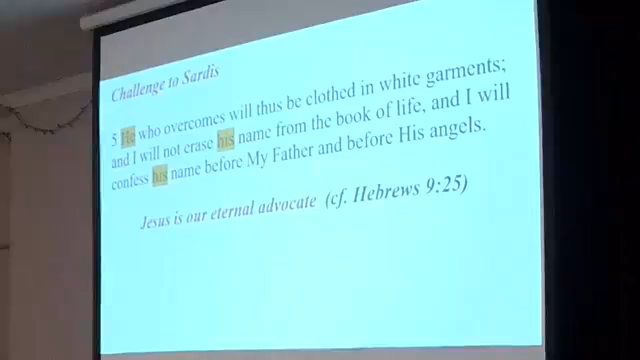 Challenge to Sardis
5 He who overcomes will thus be clothed in white garments;
and I will not erase his name from the book of life, and I will
confess his name before My Father and before His angels.
Jesus is our eternal advocate (cf. Hebrews 9:25)